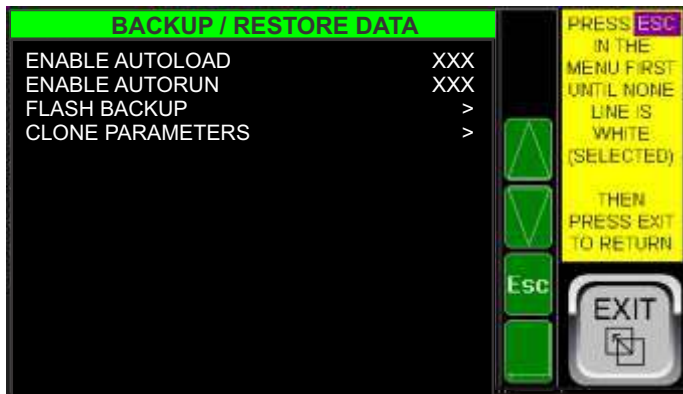 BACKUP / RESTORE DATA
ENABLE AUTOLOAD XXX
ENABLE AUTORUN XXX
FLASH BACKUP >
CLONE PARAMETERS >
Esc
PRESS ESC
IN THE
MENU FIRST
UNTIL NONE
LINE IS
WHITE
(SELECTED)
THEN
PRESS EXIT
TO RETURN
EXIT